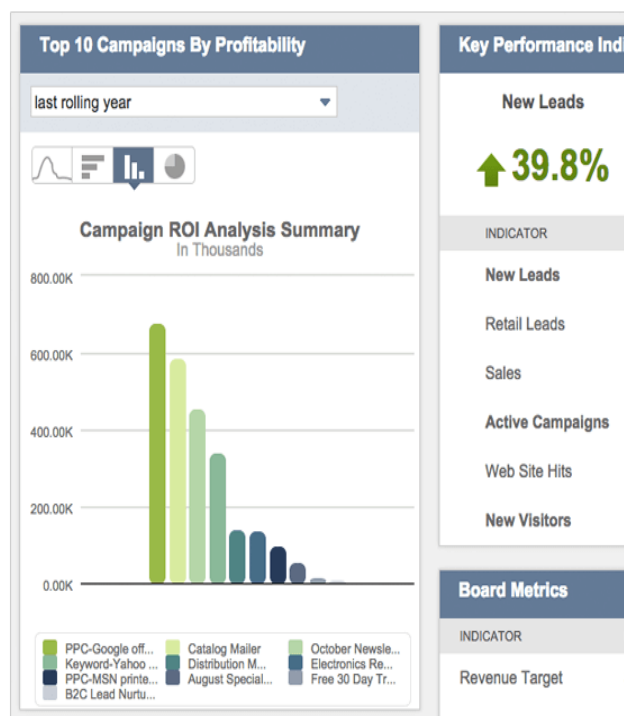 Top 10 Campaigns By Profitability
last rolling year
Campaign ROI Analysis Summary
In Thousands
800.00K
600.00K
400.00K
200.00K
0.00K
PPC-Google off...
Catalog Mailer
October Newsle...
Keyword-Yahoo ...
Distribution M...
Electronics Re...
PPC-MSN printe...
August Special...
Free 30 Day Tr...
B2C Lead Nurtu...
Key Performance Indi
New Leads
39.8%
INDICATOR
New Leads
Retail Leads
Sales
Active Campaigns
Web Site Hits
New Visitors
Board Metrics
INDICATOR
Revenue Target